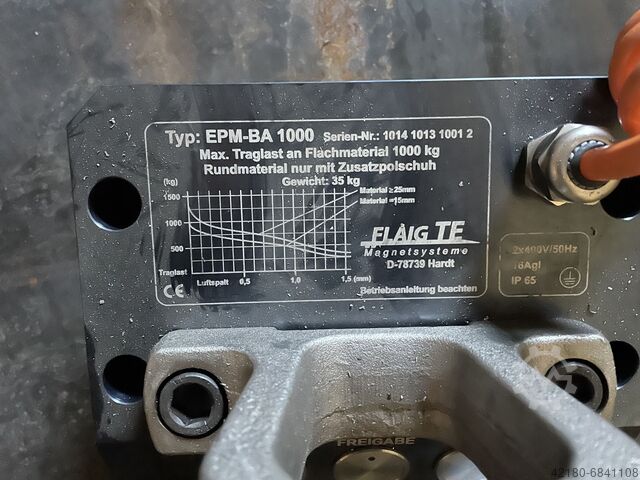 Typ: EPM-BA 1000 Serien-Nr.: 1014 1013 1001 2
Max. Traglast an Flachmaterial 1000 kg
Rundmaterial nur mit Zusatzpolschuh
Gewicht: 35 kg
(kg)
1500
1000
500
Traglast
Luftspalt 0,5 1,0 1,5 (mm)
Material ≥25mm
Material =15mm
FLAIG TE
Magnetsysteme
D-78739 Hardt
CE
Betriebsanleitung beachten
2x400V/50Hz
16Agl
IP 65
FREIGABE
42180-6841108